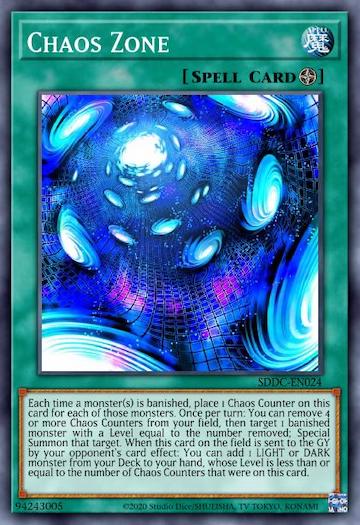 Chaos Zone
魔
[Spell Card]
SDDC-EN024
Each time a monster(s) is banished, place 1 Chaos Counter on
this card for each of those monsters. Once per turn: You can remove 4
or more Chaos Counters from your field, then target 1 banished
monster with a Level equal to the number removed; Special
Summon that target. When this card on the field is sent to the GY
by your opponent's card effect: You can add 1 LIGHT or DARK
monster from your Deck to your hand, whose Level is less than or
equal to the number of Chaos Counters that were on this card.
94243005
©2020 Studio Dice/SHUEISHA, TV TOKYO, KONAMI